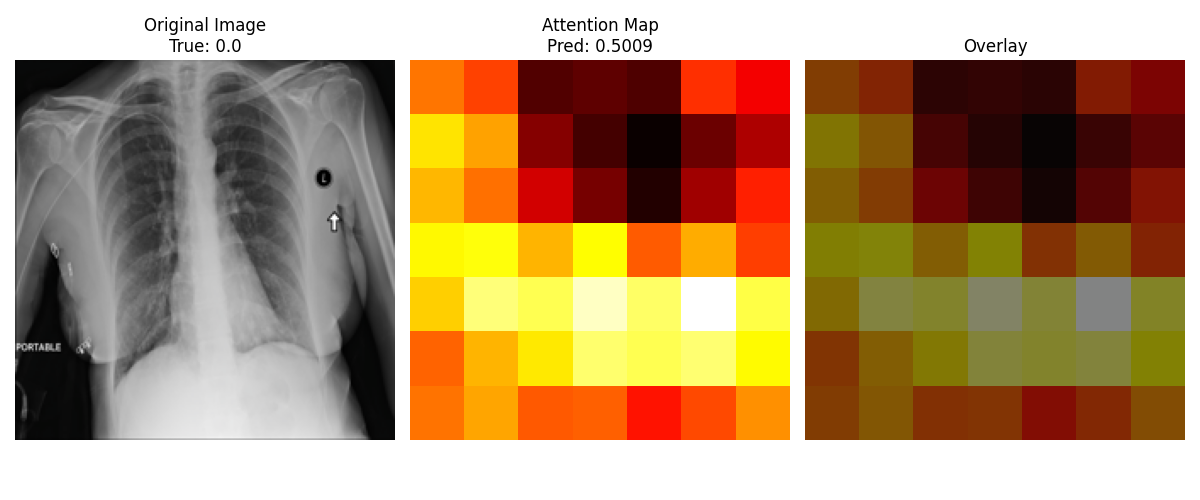 Original Image
True: 0.0
Attention Map
Pred: 0.5009
Overlay
L
PORTABLE